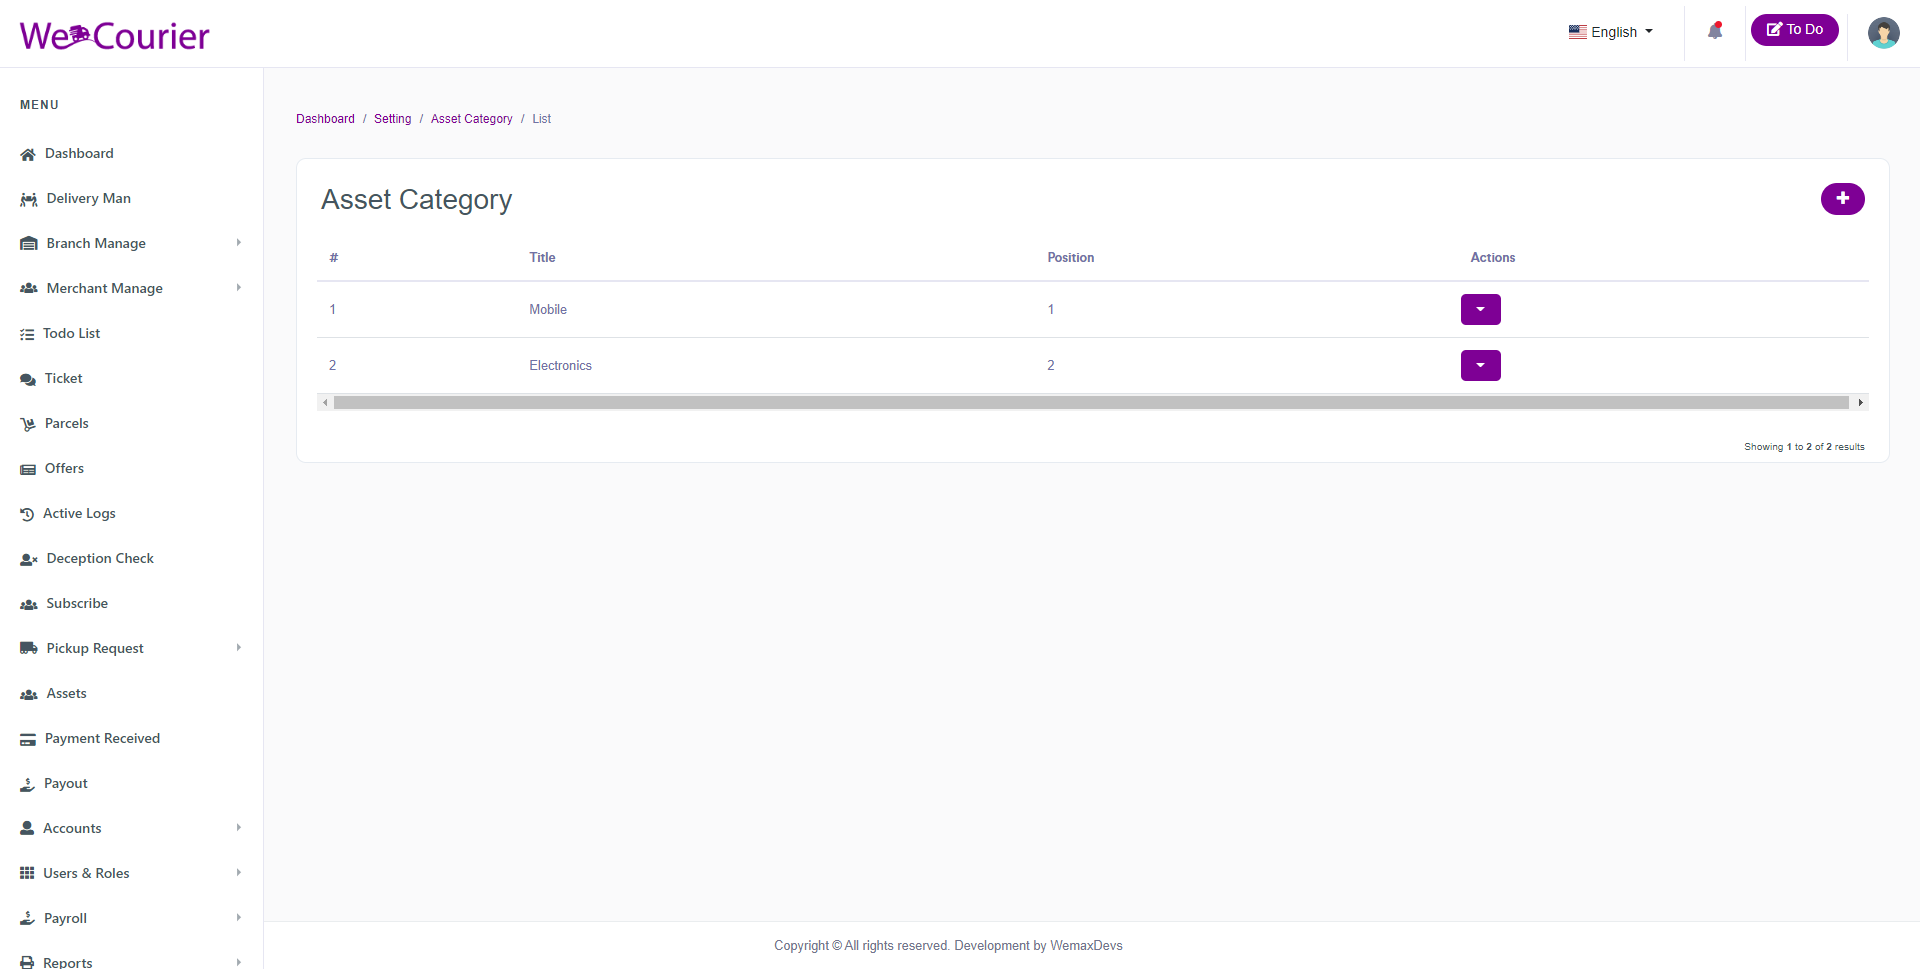 We Courier
English
To Do
MENU
Dashboard
Delivery Man
Branch Manage
Merchant Manage
Todo List
Ticket
Parcels
Offers
Active Logs
Deception Check
Subscribe
Pickup Request
Assets
Payment Received
Payout
Accounts
Users & Roles
Payroll
Reports
Dashboard / Setting / Asset Category / List
Asset Category
# Title Position Actions
1 Mobile 1
2 Electronics 2
Showing 1 to 2 of 2 results
Copyright © All rights reserved. Development by WemaxDevs